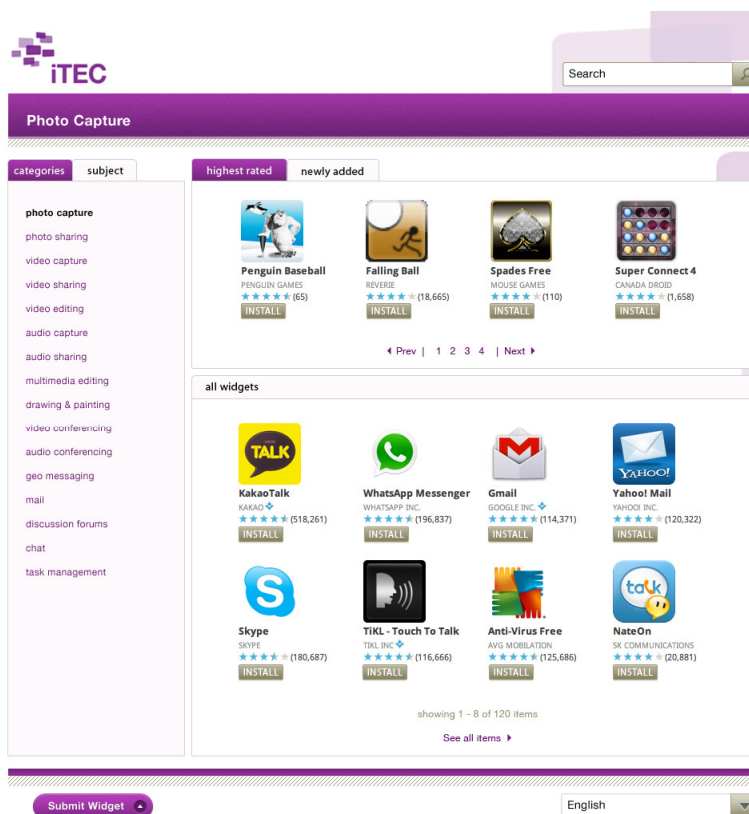 iTEC
Search
Photo Capture
categories subject
highest rated newly added
photo capture
photo sharing
video capture
video sharing
video editing
audio capture
audio sharing
multimedia editing
drawing & painting
video conferencing
audio conferencing
geo messaging
mail
discussion forums
chat
task management
Penguin Baseball Falling Ball Spades Free Super Connect 4
PENGUIN GAMES REVERIE MOUSE GAMES CANADA DROID
(65) (18,665) (110) (1,658)
INSTALL INSTALL INSTALL INSTALL
Prev | 1 2 3 4 | Next
all widgets
TALK YAHOO!
KakaoTalk WhatsApp Messenger Gmail Yahoo! Mail
KAKAO WHATSAPP INC. GOOGLE INC. YAHOO! INC.
(518,261) (196,837) (114,371) (120,322)
INSTALL INSTALL INSTALL INSTALL
S talk
Skype TiKL - Touch To Talk Anti-Virus Free NateOn
SKYPE TIKL INC AVG MOBILATION SK COMMUNICATIONS
(180,687) (116,666) (125,686) (20,881)
INSTALL INSTALL INSTALL INSTALL
showing 1 - 8 of 120 items
See all items
Submit Widget
English